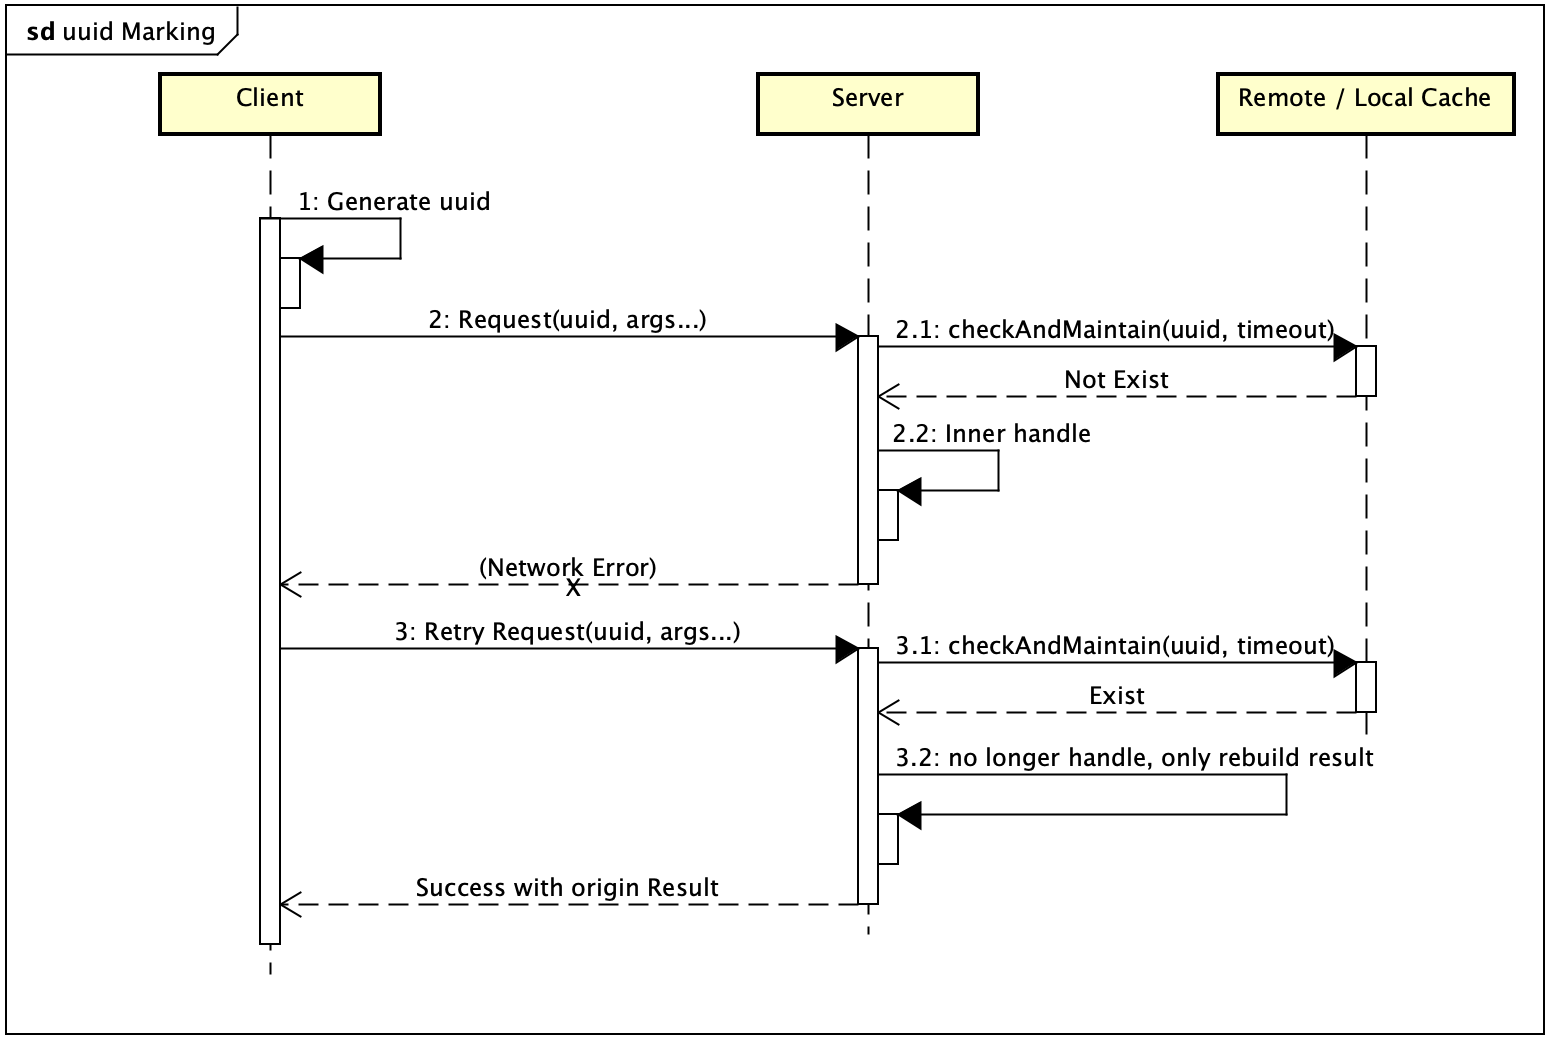 sd uuid Marking
Client
Server
Remote / Local Cache
1: Generate uuid
2: Request(uuid, args...)
2.1: checkAndMaintain(uuid, timeout)
Not Exist
2.2: Inner handle
(Network Error)
X
3: Retry Request(uuid, args...)
3.1: checkAndMaintain(uuid, timeout)
Exist
3.2: no longer handle, only rebuild result
Success with origin Result